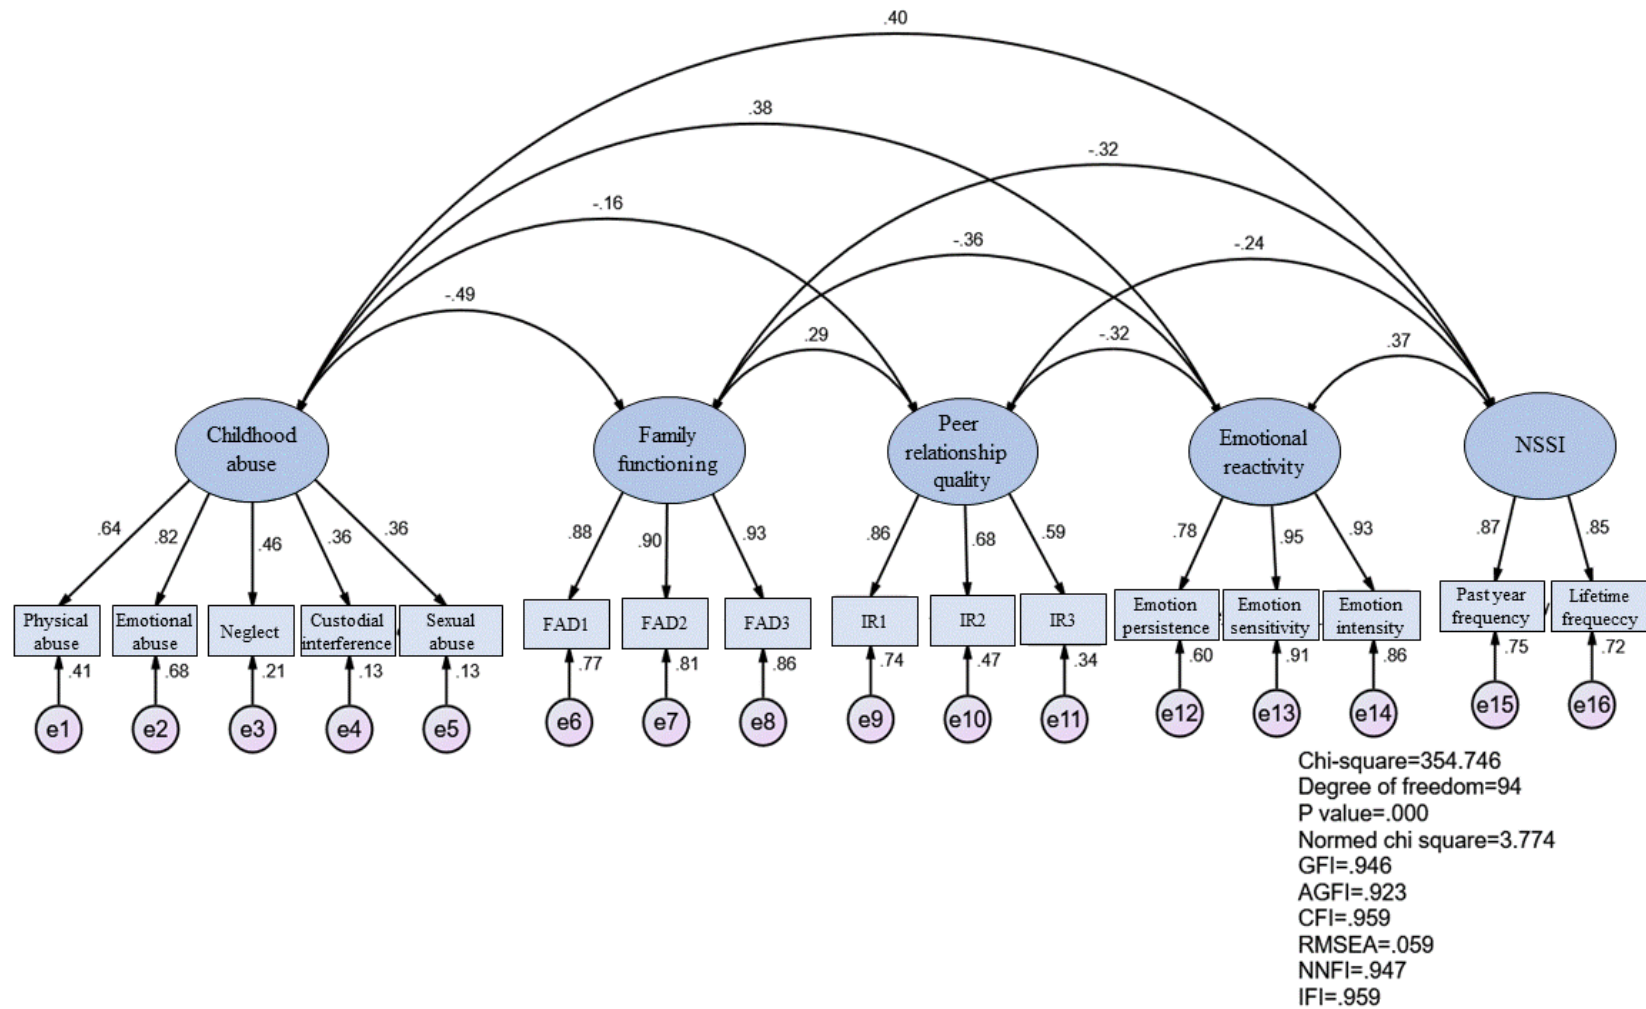 .40
.38
-.32
-.16
-.36
-.24
-.49
.29
-.32
.37
Childhood
abuse
Family
functioning
Peer
relationship
quality
Emotional
reactivity
NSSI
.64
.82
.46
.36
.36
.88
.90
.93
.86
.68
.59
.78
.95
.93
.87
.85
Physical
abuse
Emotional
abuse
Neglect
Custodial
interference
Sexual
abuse
FAD1
FAD2
FAD3
IR1
IR2
IR3
Emotion
persistence
Emotion
sensitivity
Emotion
intensity
Past year
frequency
Lifetime
frequeccy
.41
.68
.21
.13
.13
.77
.81
.86
.74
.47
.34
.60
.91
.86
.75
.72
e1
e2
e3
e4
e5
e6
e7
e8
e9
e10
e11
e12
e13
e14
e15
e16
Chi-square=354.746
Degree of freedom=94
P value=.000
Normed chi square=3.774
GFI=.946
AGFI=.923
CFI=.959
RMSEA=.059
NNFI=.947
IFI=.959